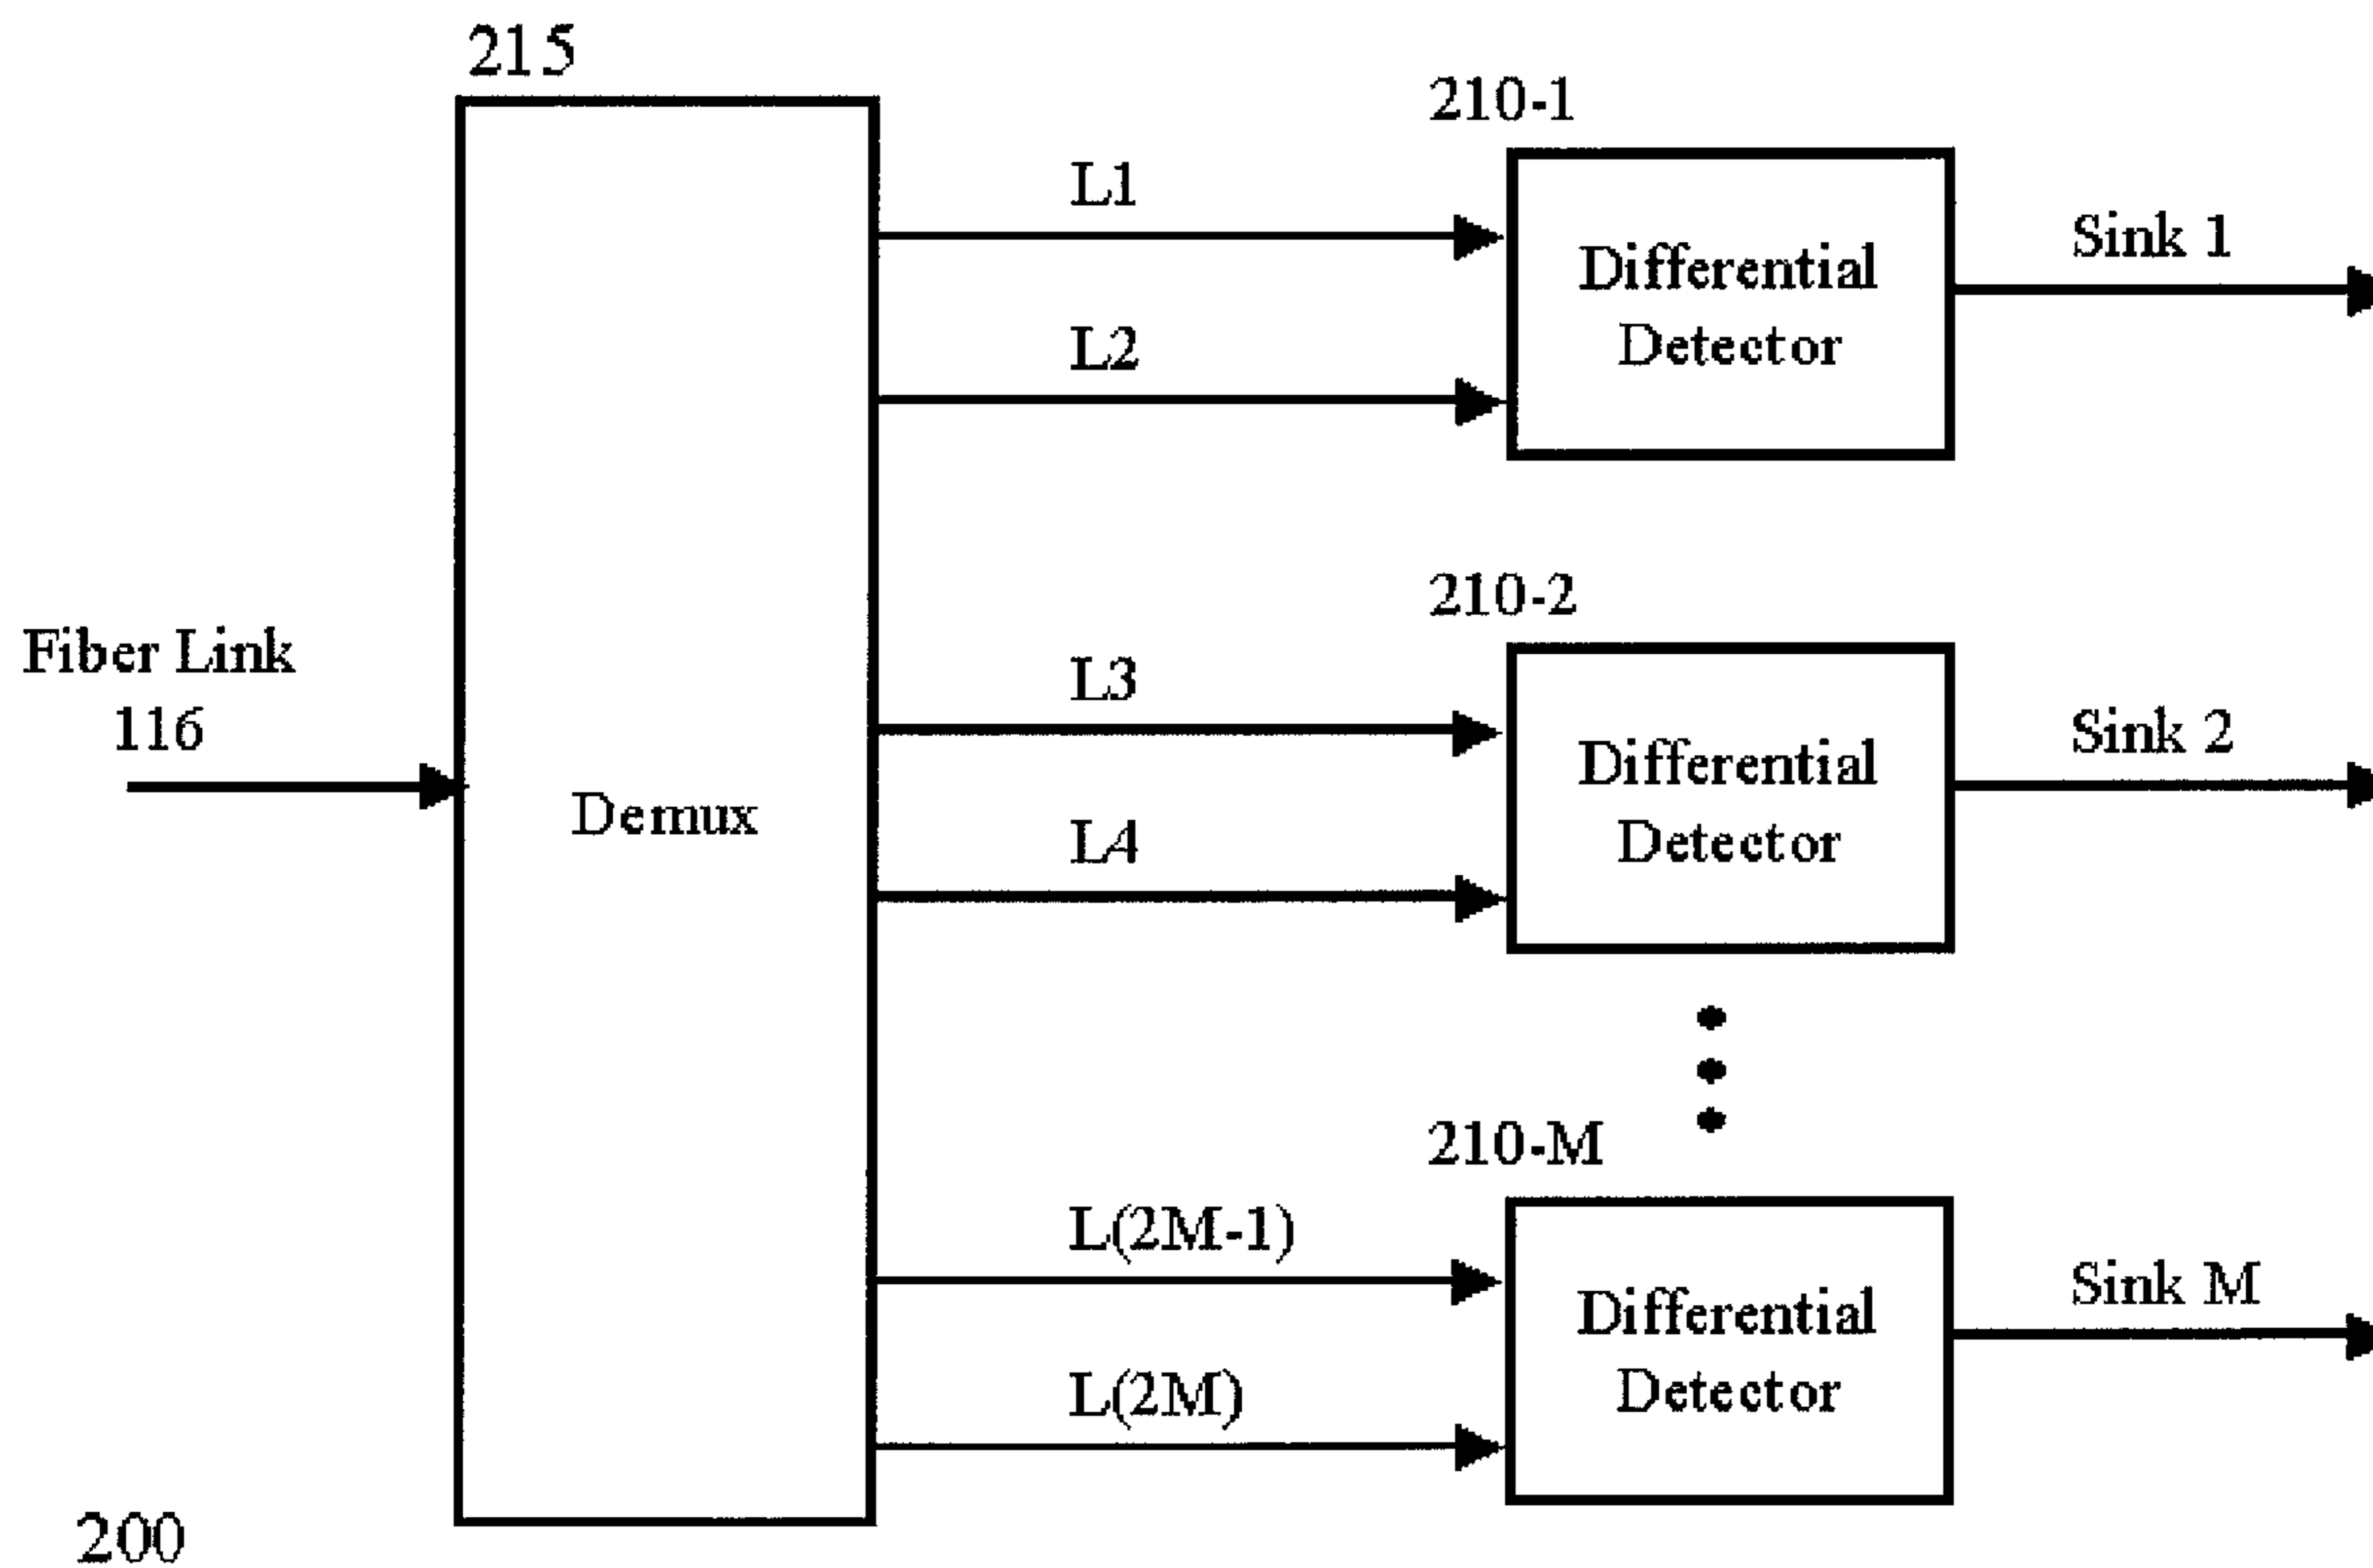 215
210-1
L1
Differential
Detector
Sink 1
L2
210-2
Fiber Link
116
L3
Differential
Detector
Sink 2
Demux
L4
210-M
L(2M-1)
Differential
Detector
Sink M
L(2M)
200